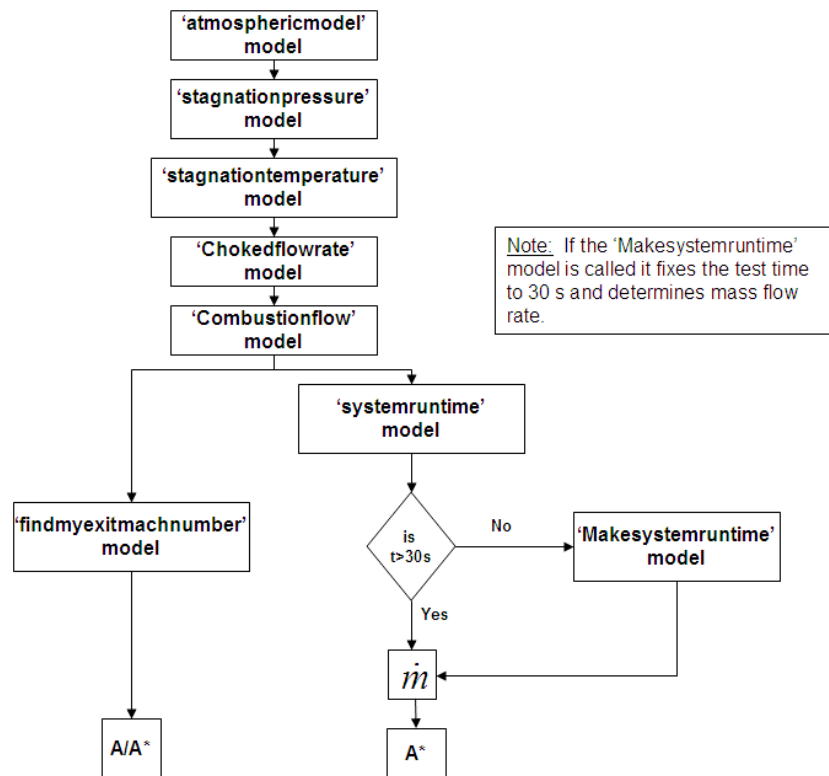 ‘atmosphericmodel’
model
‘stagnationpressure’
model
‘stagnationtemperature’
model
‘Chokedflowrate’
model
‘Combustionflow’
model
Note: If the ‘Makesystemruntime’
model is called it fixes the test time
to 30 s and determines mass flow
rate.
‘systemruntime’
model
‘findmyexitmachnumber’
model
is
t>30s
No
‘Makesystemruntime’
model
Yes
ṁ
A/A*
A*